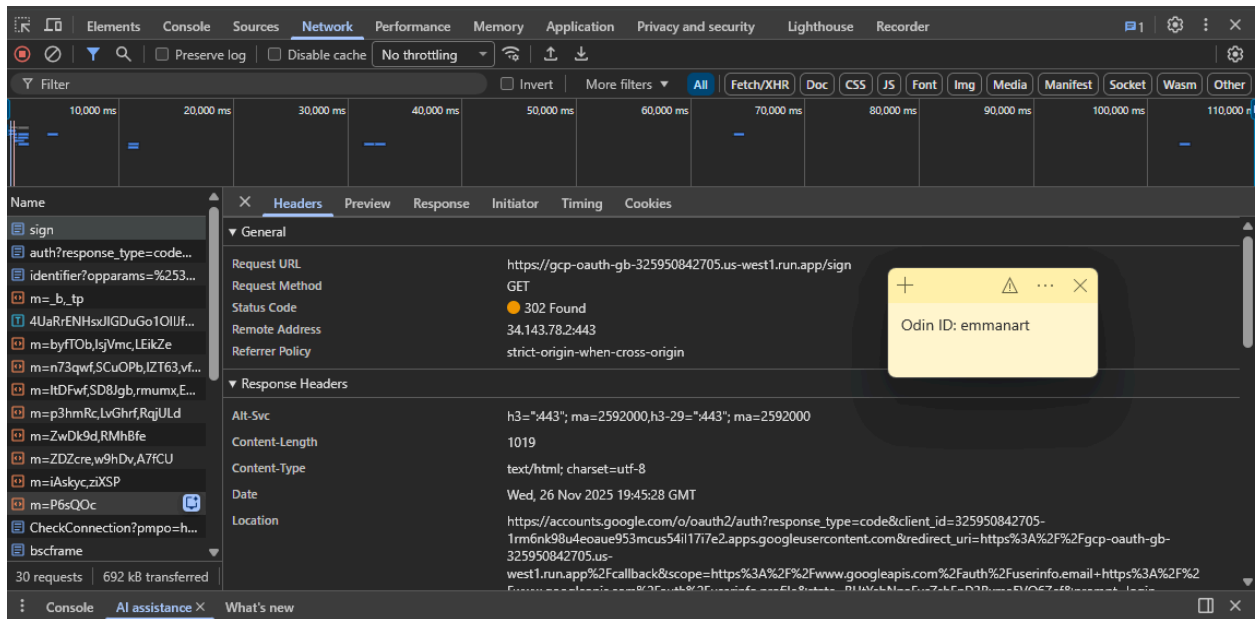 Elements Console Sources Network Performance Memory Application Privacy and security Lighthouse Recorder 1
Preserve log Disable cache No throttling
Filter Invert More filters All Fetch/XHR Doc CSS JS Font Img Media Manifest Socket Wasm Other
10,000 ms 20,000 ms 30,000 ms 40,000 ms 50,000 ms 60,000 ms 70,000 ms 80,000 ms 90,000 ms 100,000 ms 110,000
Name
sign
auth?response_type=code...
identifier?opparams=%253...
m=_b,_tp
m=byfTOb,lsjVmc,LEikZe
m=n73qwf,SCuOPb,IZT63,vf...
m=ItDFwf,SD8Jgb,rmumx,E...
m=p3hmRc,LvGhrf,RqjULd
m=ZwDk9d,RMhBfe
m=ZDZcre,w9hDv,A7fCU
m=iAskyc,ziXSP
m=P6sQOc
CheckConnection?pmpo=h...
bscframe
30 requests 692 kB transferred
Headers Preview Response Initiator Timing Cookies
General
Request URL https://gcp-oauth-gb-325950842705.us-west1.run.app/sign
Request Method GET
Status Code 302 Found
Remote Address 34.143.78.2:443
Referrer Policy strict-origin-when-cross-origin
Odin ID: emmanart
Response Headers
Alt-Svc h3=":443"; ma=2592000,h3-29=":443"; ma=2592000
Content-Length 1019
Content-Type text/html; charset=utf-8
Date Wed, 26 Nov 2025 19:45:28 GMT
Location https://accounts.google.com/o/oauth2/auth?response_type=code&client_id=325950842705-
1rm6nk98u4eoaue953mcus54il17i7e2.apps.googleusercontent.com&redirect_uri=https%3A%2F%2Fgcp-oauth-gb-
325950842705.us-
west1.run.app%2Fcallback&scope=https%3A%2F%2Fwww.googleapis.com%2Fauth%2Fuserinfo.email+https%3A%2F%2
Console AI assistance What's new